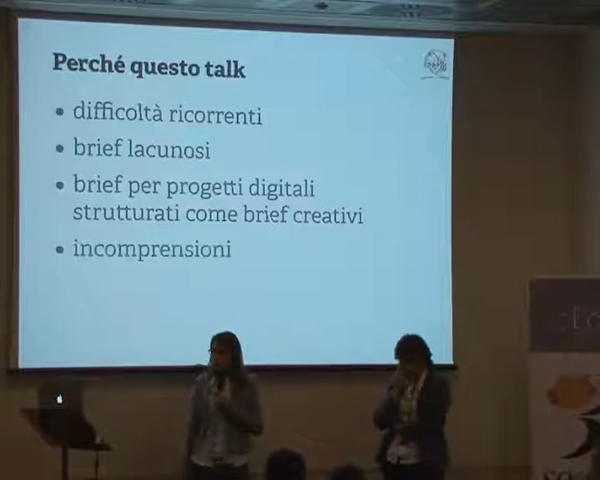 Perché questo talk
• difficoltà ricorrenti
• brief lacunosi
• brief per progetti digitali
strutturati come brief creativi
• incomprensioni